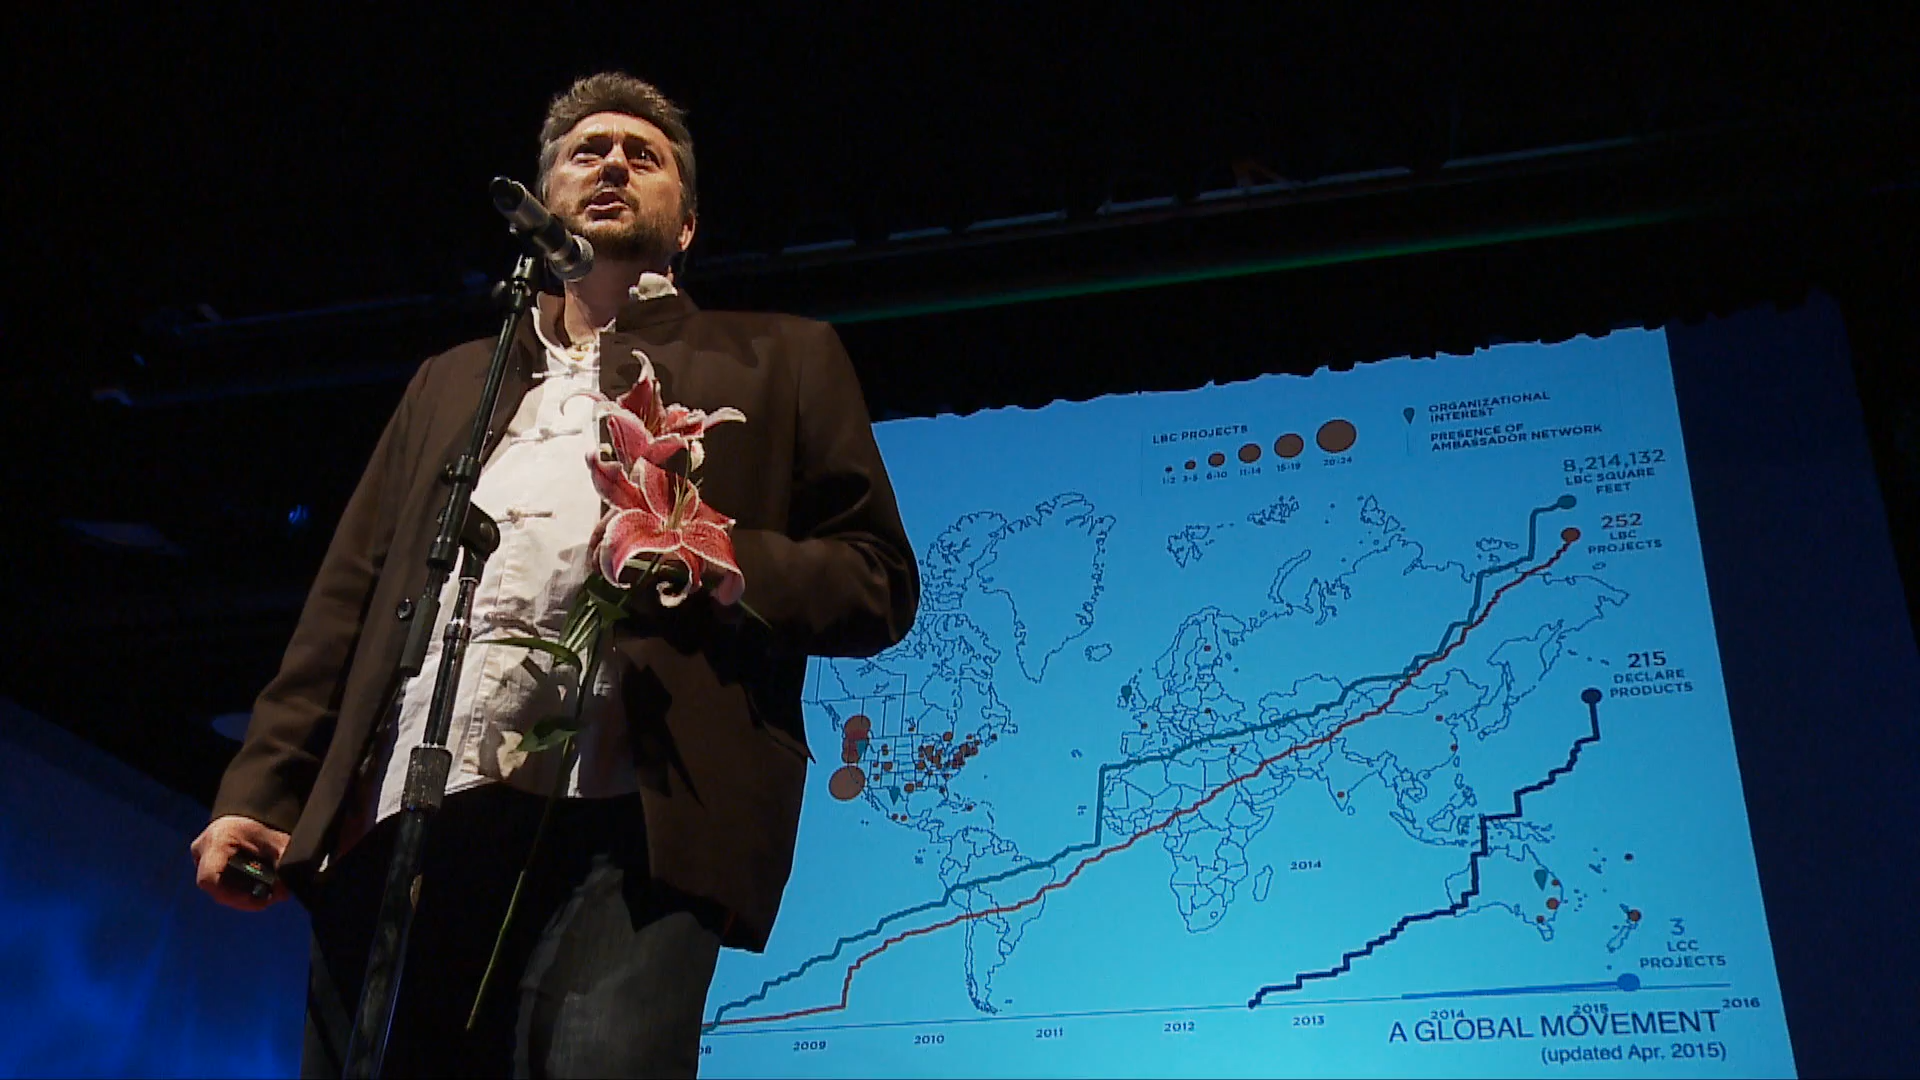 LBC PROJECTS
1-2 3-5 6-10 11-14 15-19 20-24
ORGANIZATIONAL
INTEREST
PRESENCE OF
AMBASSADOR NETWORK
8,214,132
LBC SQUARE
FEET
252
LBC
PROJECTS
215
DECLARE
PRODUCTS
2014
3
LCC
PROJECTS
08 2009 2010 2011 2012 2013 2014 2015 2016
A GLOBAL MOVEMENT
(updated Apr. 2015)